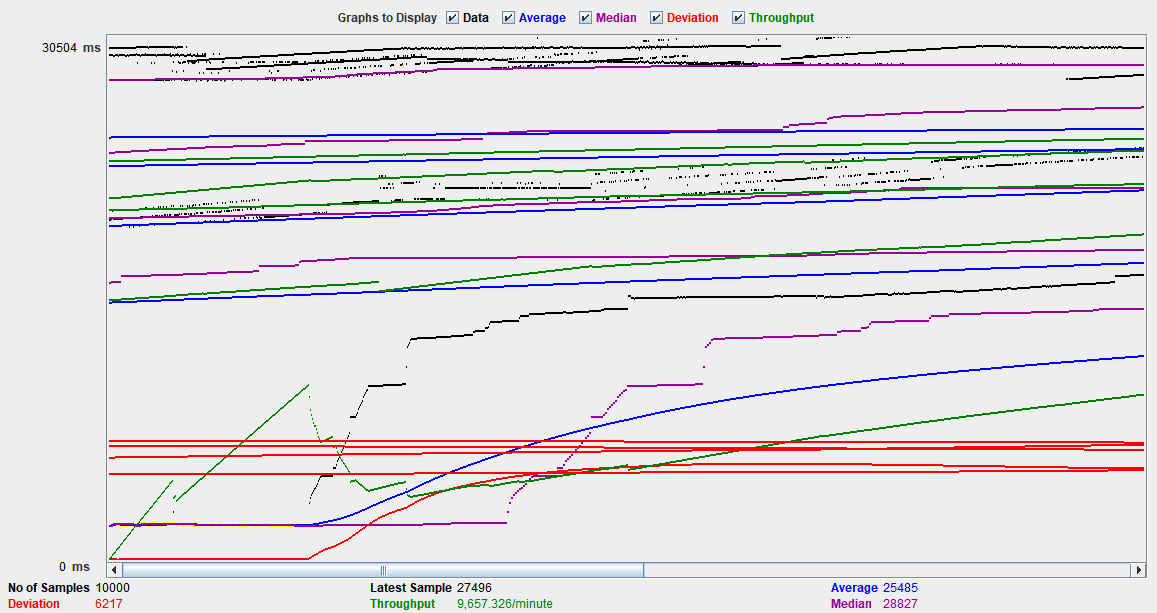 Graphs to Display Data Average Median Deviation Throughput
30504 ms
0 ms
No of Samples 10000 Latest Sample 27496 Average 25485
Deviation 6217 Throughput 9,657.326/minute Median 28827